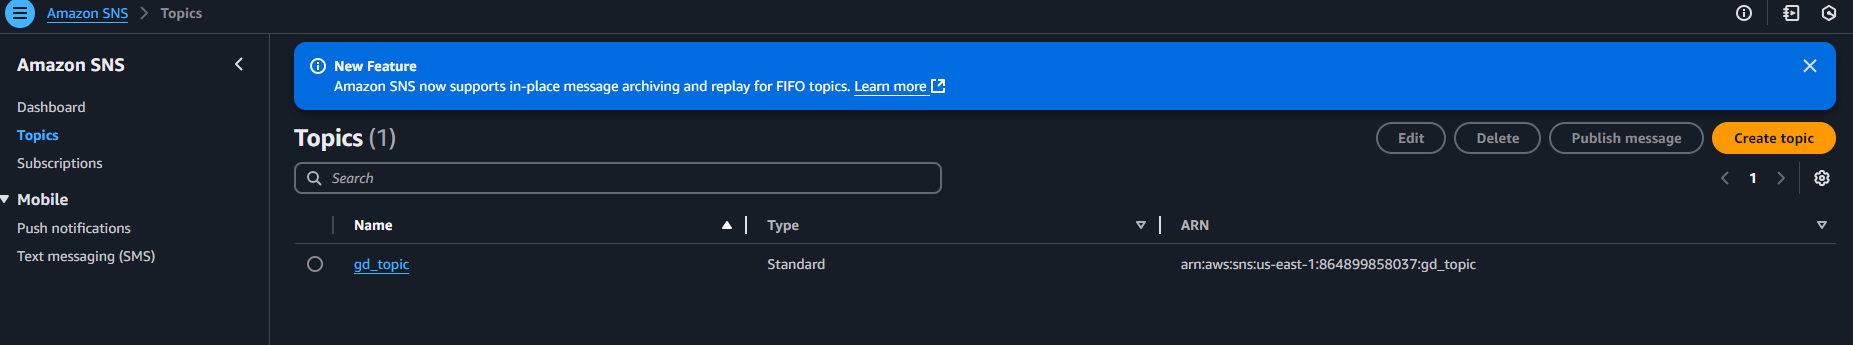 Amazon SNS > Topics
Amazon SNS
Dashboard
Topics
Subscriptions
Mobile
Push notifications
Text messaging (SMS)
New Feature
Amazon SNS now supports in-place message archiving and replay for FIFO topics. Learn more
Topics (1)
Edit Delete Publish message Create topic
Search
1
Name Type ARN
gd_topic Standard arn:aws:sns:us-east-1:864899858037:gd_topic